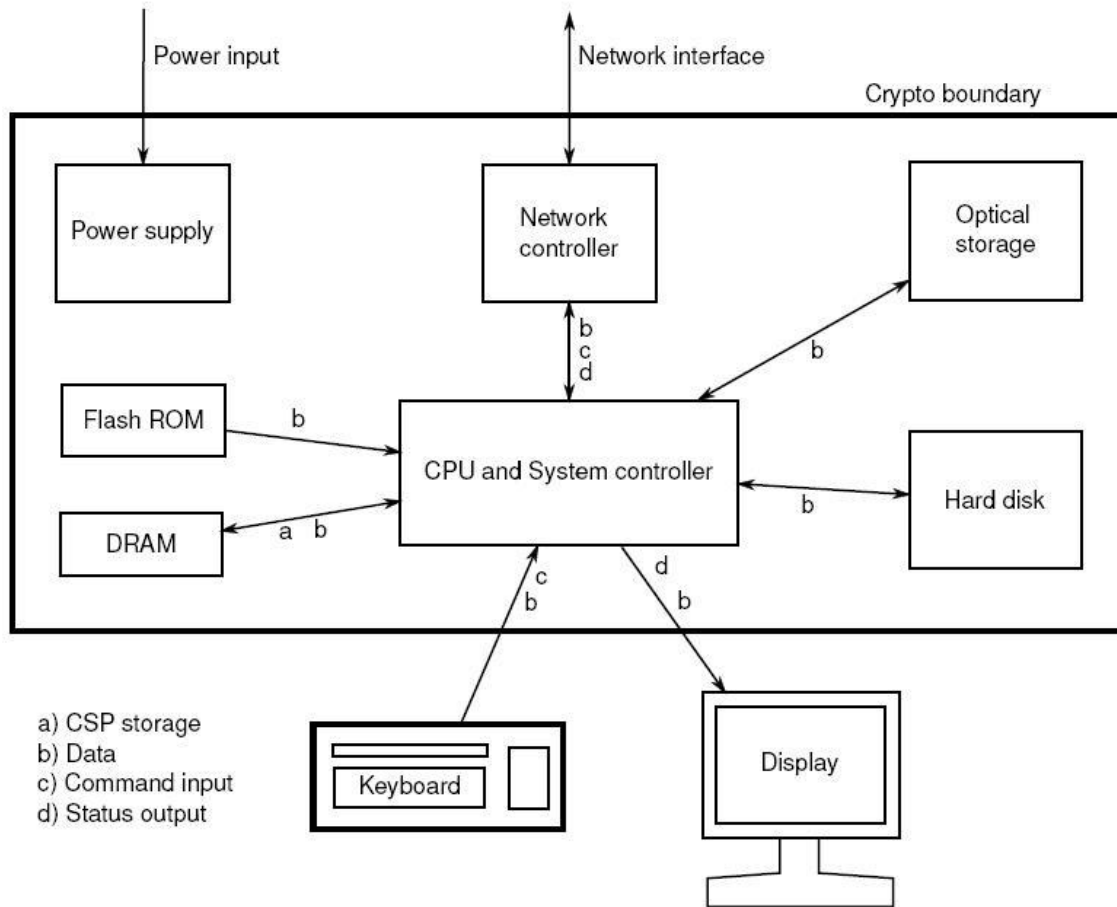 Power input
Network interface
Crypto boundary
Power supply
Network
controller
Optical
storage
b
c
d
b
Flash ROM
b
CPU and System controller
b
Hard disk
DRAM
a b
c
b
d
b
a) CSP storage
b) Data
c) Command input
d) Status output
Keyboard
Display